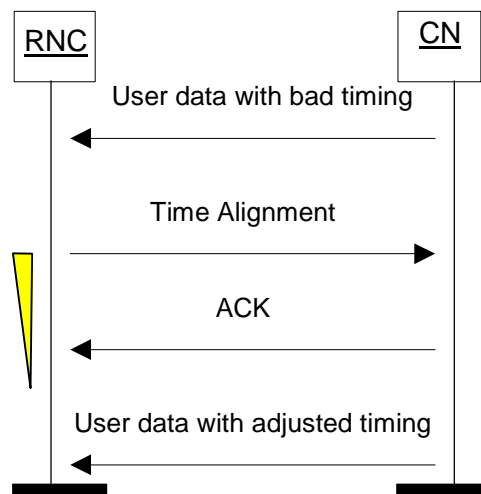 RNC
CN
User data with bad timing
Time Alignment
ACK
User data with adjusted timing